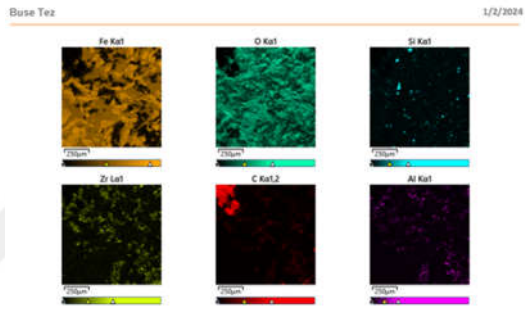 Buse Tez 1/2/2024
Fe Kα1 O Kα1 Si Kα1
250µm 250µm 250µm
Zr Lα1 C Kα1,2 Al Kα1
250µm 250µm 250µm